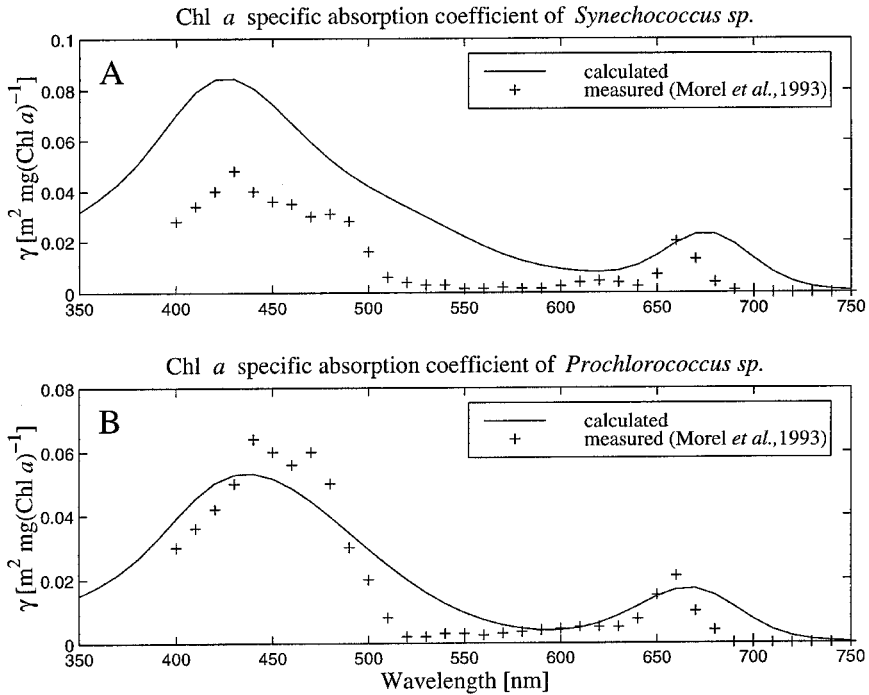 Chl a specific absorption coefficient of Synechococcus sp.
A
calculated
measured (Morel et al.,1993)
γ [m² mg(Chl a)⁻¹]
0.1
0.08
0.06
0.04
0.02
0
350 400 450 500 550 600 650 700 750
Chl a specific absorption coefficient of Prochlorococcus sp.
B
calculated
measured (Morel et al.,1993)
γ [m² mg(Chl a)⁻¹]
0.08
0.06
0.04
0.02
0
350 400 450 500 550 600 650 700 750
Wavelength [nm]